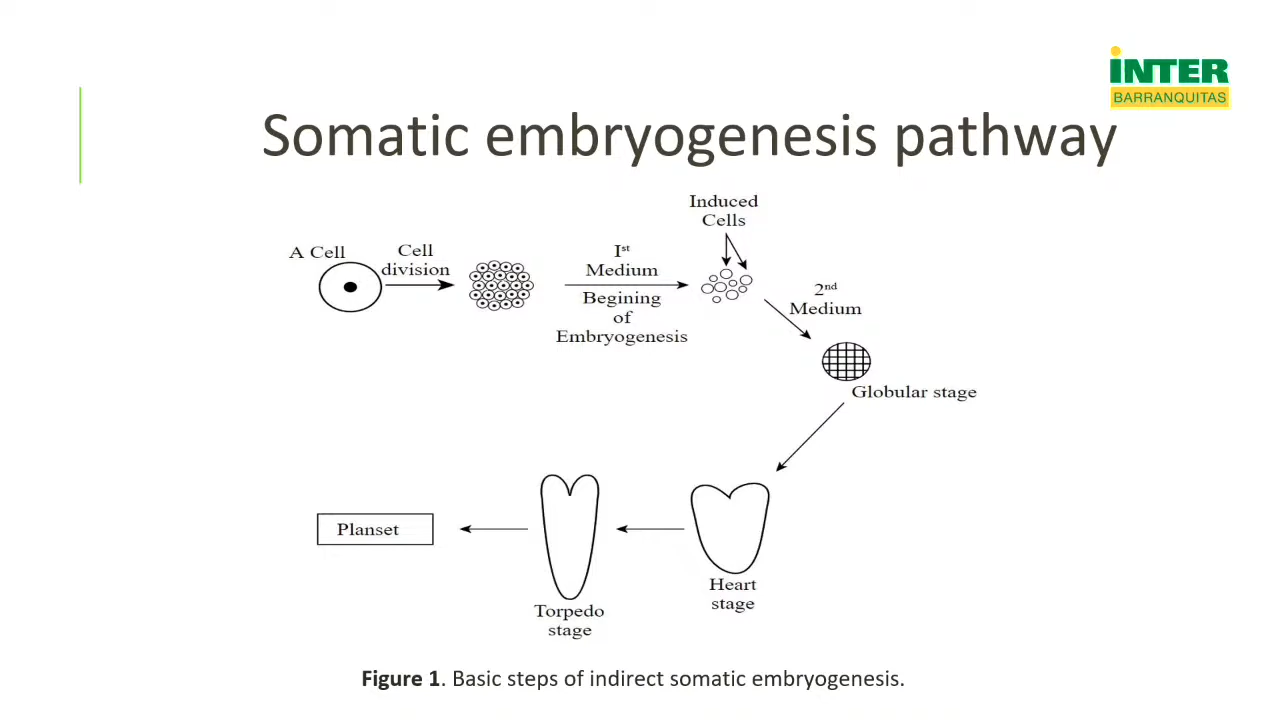 iNTER
BARRANQUITAS
Somatic embryogenesis pathway
A Cell
Cell
division
Ist
Medium
Begining
of
Embryogenesis
Induced
Cells
2nd
Medium
Globular stage
Heart
stage
Torpedo
stage
Planset
Figure 1. Basic steps of indirect somatic embryogenesis.